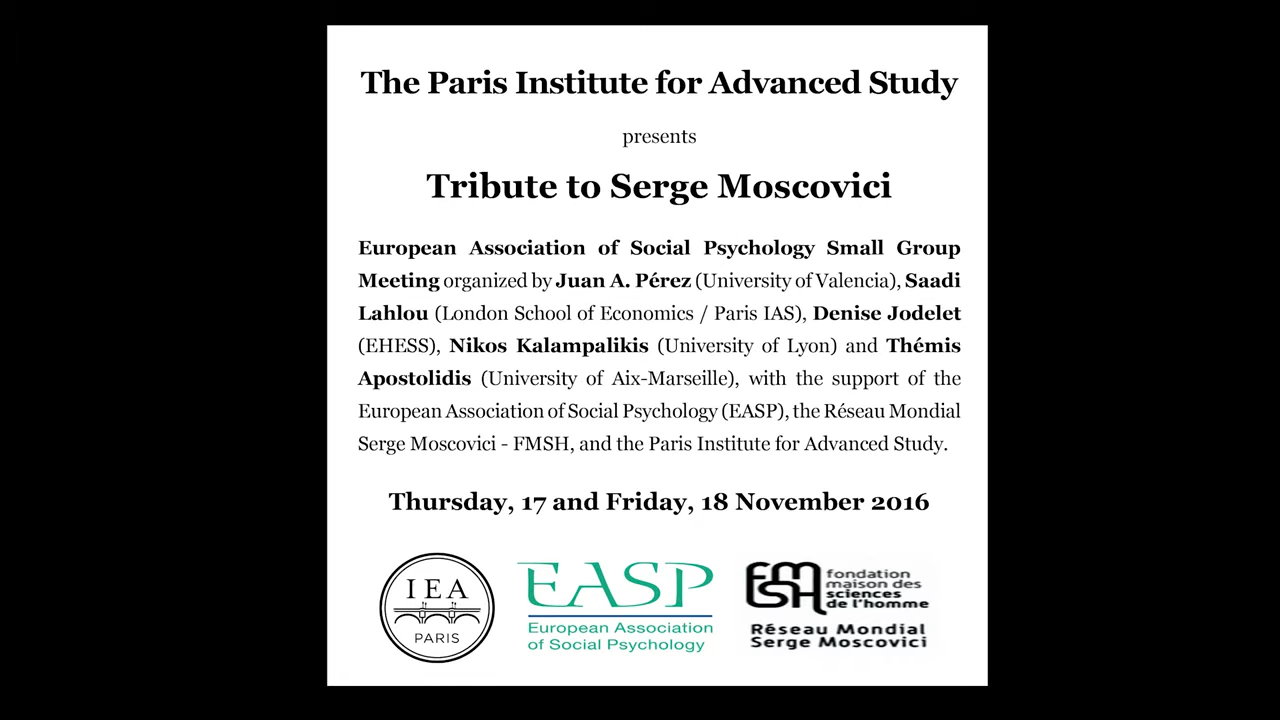 The Paris Institute for Advanced Study
presents
Tribute to Serge Moscovici
European Association of Social Psychology Small Group
Meeting organized by Juan A. Pérez (University of Valencia), Saadi
Lahlou (London School of Economics / Paris IAS), Denise Jodelet
(EHESS), Nikos Kalampalikis (University of Lyon) and Thémis
Apostolidis (University of Aix-Marseille), with the support of the
European Association of Social Psychology (EASP), the Réseau Mondial
Serge Moscovici - FMSH, and the Paris Institute for Advanced Study.
Thursday, 17 and Friday, 18 November 2016
IEA
PARIS
EASP
European Association
of Social Psychology
FMSH
fondation
maison des
sciences
de l'homme
Réseau Mondial
Serge Moscovici